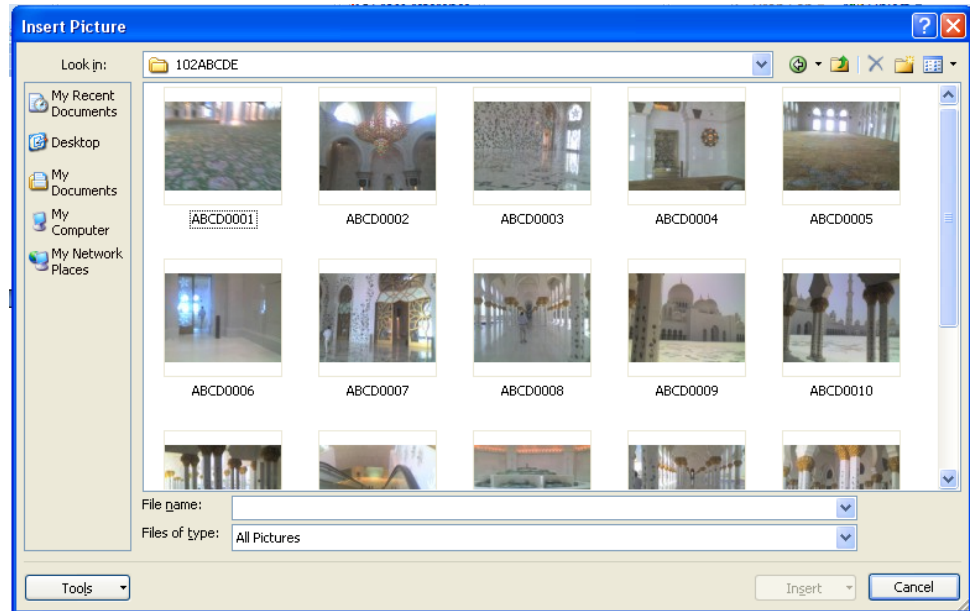 Insert Picture
Look in:
102ABCDE
My Recent
Documents
Desktop
My
Documents
My
Computer
My Network
Places
ABCD0001
ABCD0002
ABCD0003
ABCD0004
ABCD0005
ABCD0006
ABCD0007
ABCD0008
ABCD0009
ABCD0010
File name:
Files of type:
All Pictures
Tools
Insert
Cancel